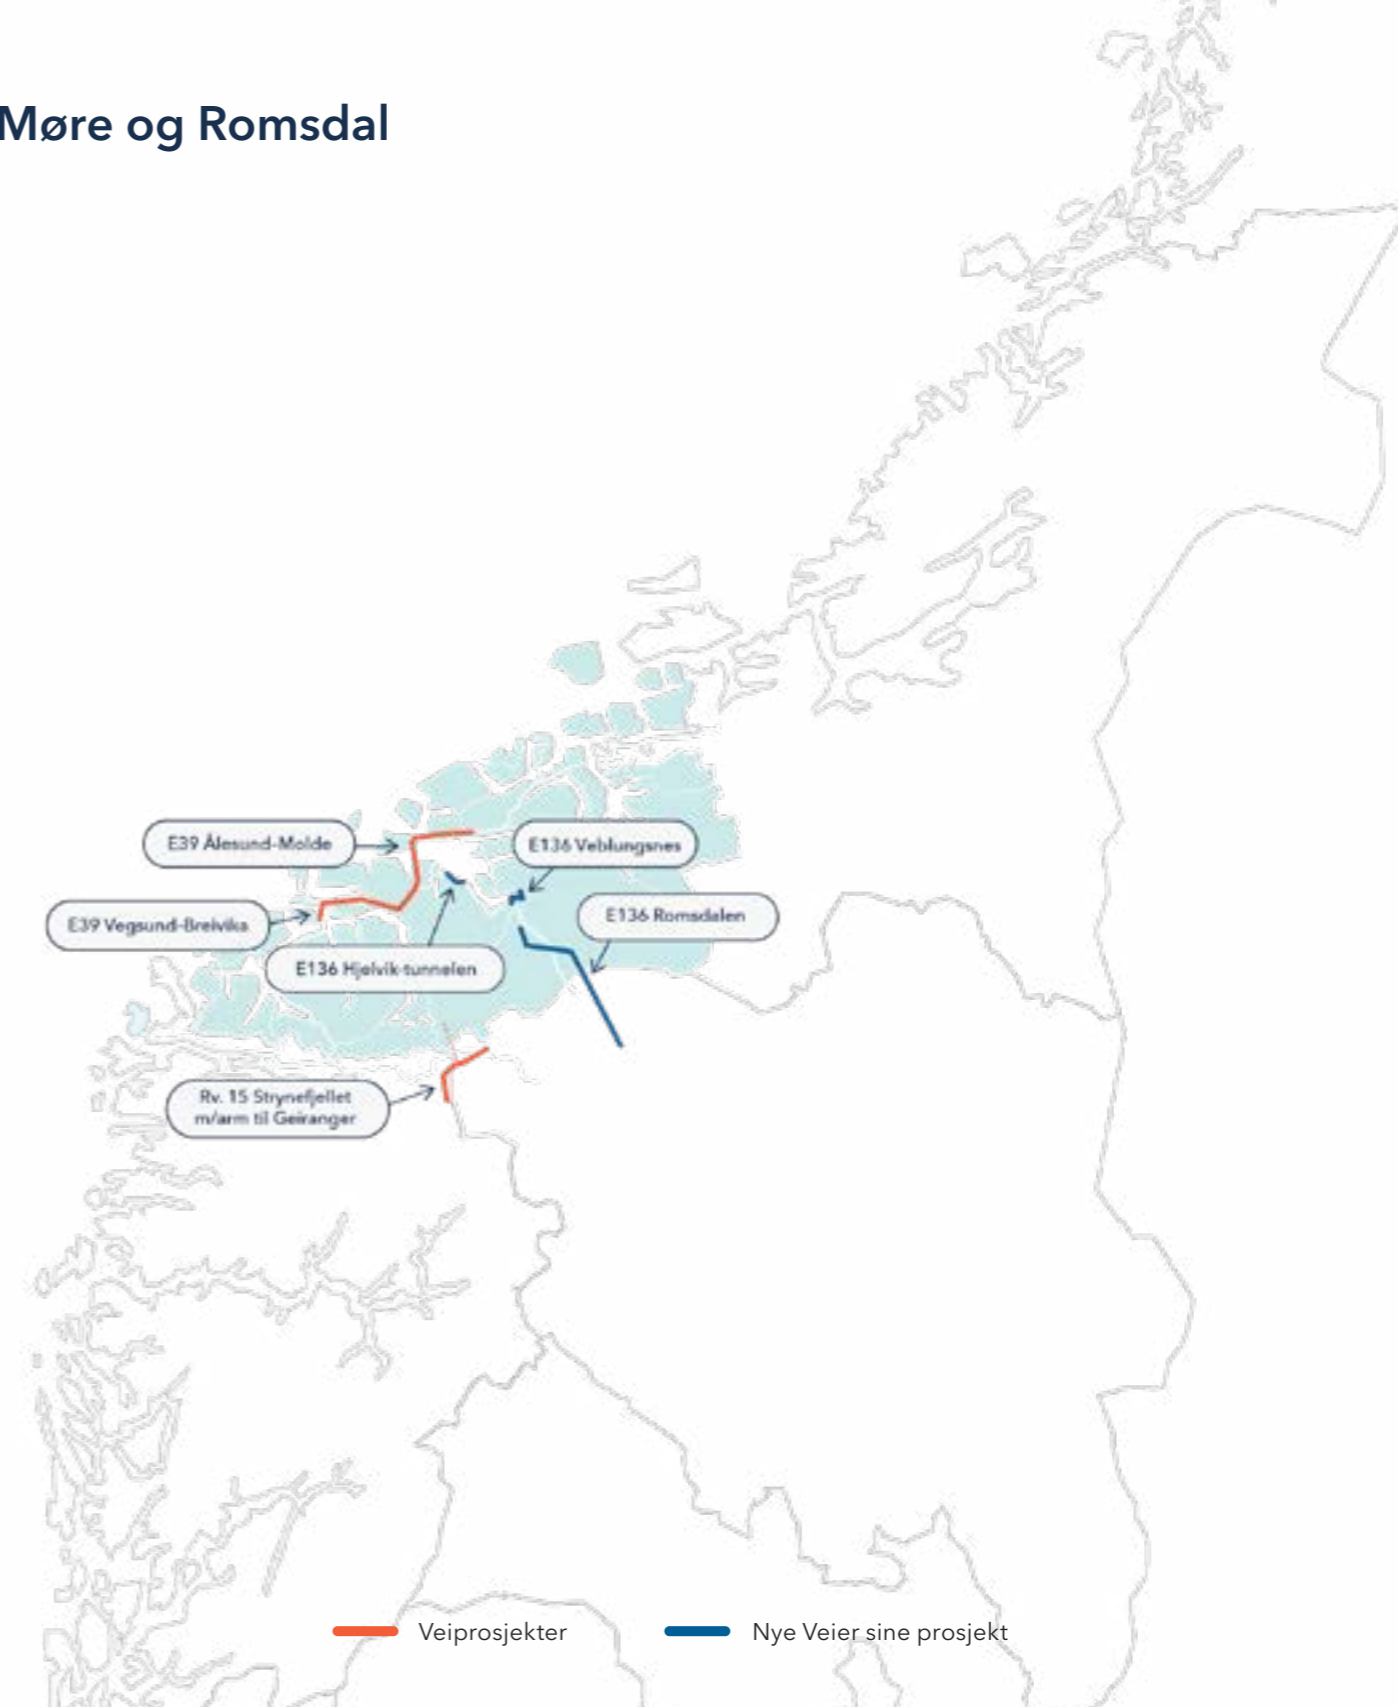 Møre og Romsdal
E39 Ålesund-Molde
E136 Veblungsnes
E39 Vegsund-Breivika
E136 Romsdalen
E136 Hjelvik-tunnelen
Rv. 15 Strynefjellet
m/arm til Geiranger
Veiprosjekter
Nye Veier sine prosjekt